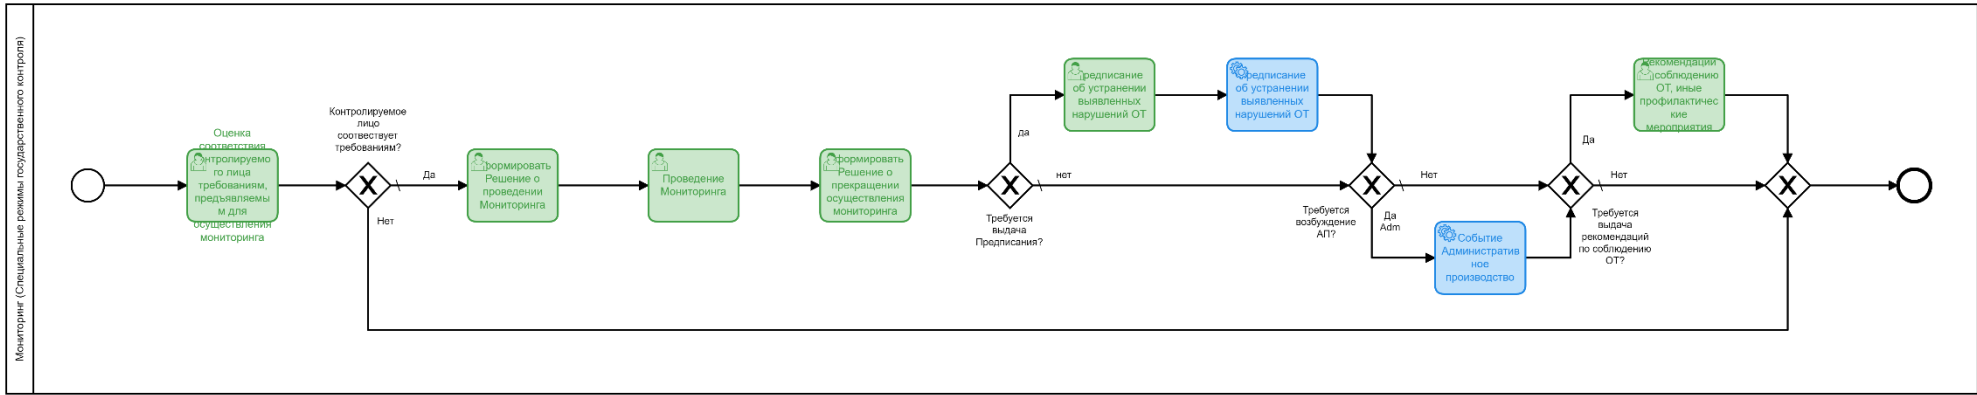 Мониторинг (Специальные режимы государственного контроля)
Оценка
соответствия
контролируемо
го лица
требованиям,
предъявляемы
м для
осуществления
мониторинга
Контролируемое
лицо
соотвествует
требованиям?
Да
Нет
формировать
Решение о
проведении
Мониторинга
Проведение
Мониторинга
формировать
Решение о
прекращении
осуществления
мониторинга
Требуется
выдача
Предписания?
да
нет
редписание
об устранении
выявленных
нарушений ОТ
редписание
об устранении
выявленных
нарушений ОТ
Требуется
возбуждение
АП?
Нет
Да
Adm
Событие
Административ
ное
производство
Требуется
выдача
рекомендаций
по соблюдению
ОТ?
Да
Нет
Рекомендации
соблюдению
ОТ, иные
профилактичес
кие
мероприятия